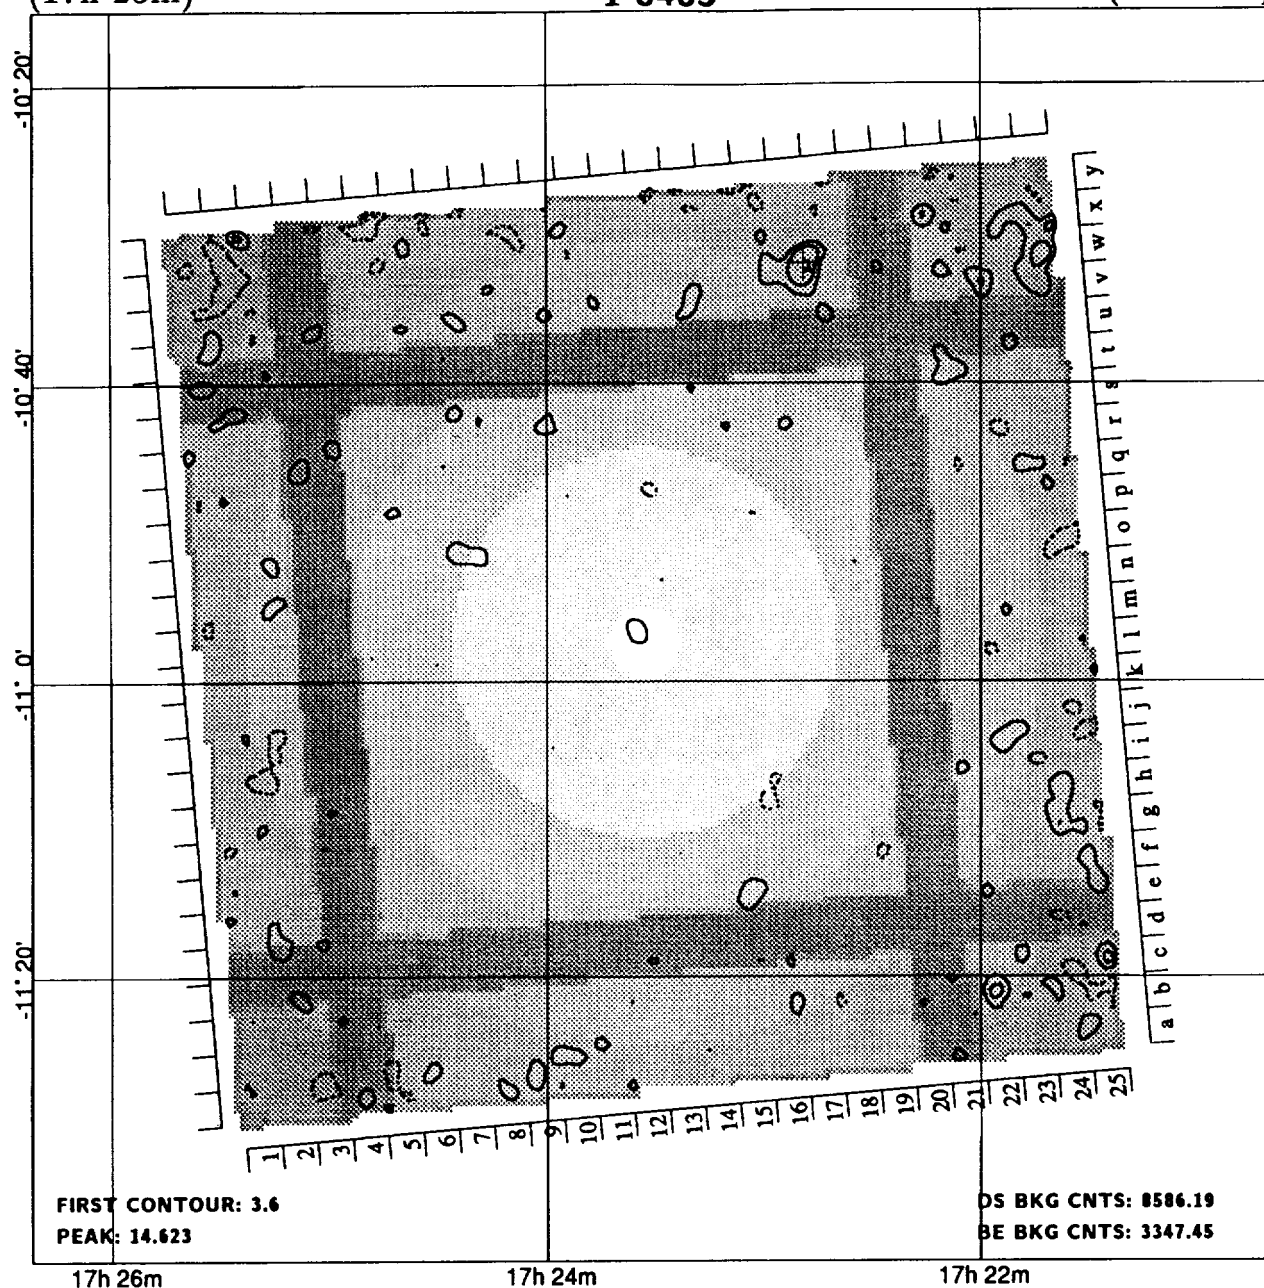 -10° 20'
-10° 40'
-11° 0'
-11° 20'
y
x
w
v
u
t
s
r
q
p
o
n
m
l
k
j
i
h
g
f
e
d
c
b
a
1 2 3 4 5 6 7 8 9 10 11 12 13 14 15 16 17 18 19 20 21 22 23 24 25
FIRST CONTOUR: 3.6
DS BKG CNTS: 8586.19
PEAK: 14.623
BE BKG CNTS: 3347.45
17h 26m 17h 24m 17h 22m